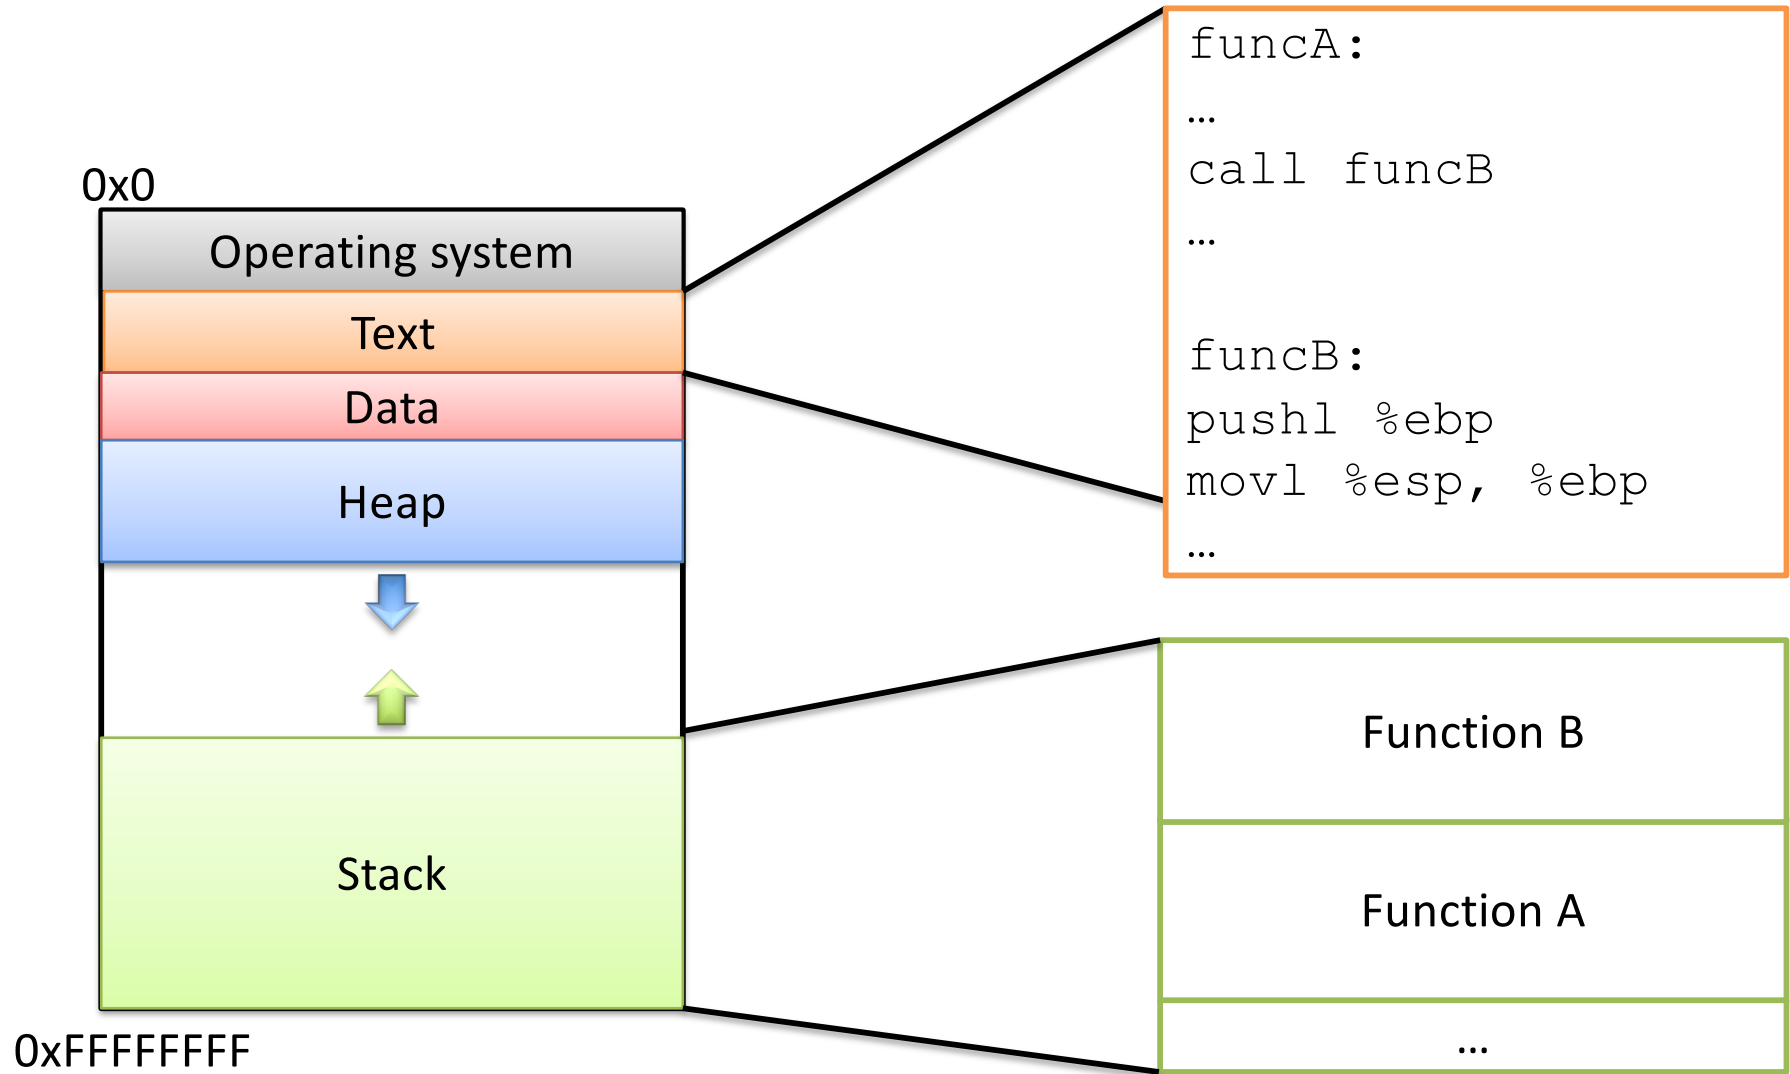 0x0
Operating system
Text
Data
Heap
Stack
0xFFFFFFFF
funcA:
…
call funcB
…
funcB:
pushl %ebp
movl %esp, %ebp
…
Function B
Function A
…